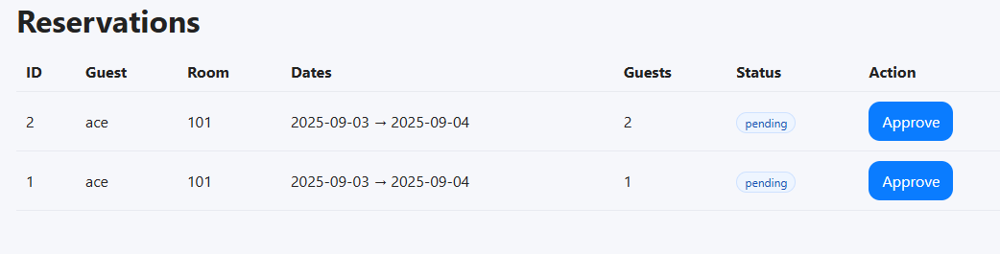 Reservations
ID Guest Room Dates Guests Status Action
2 ace 101 2025-09-03 → 2025-09-04 2 pending Approve
1 ace 101 2025-09-03 → 2025-09-04 1 pending Approve